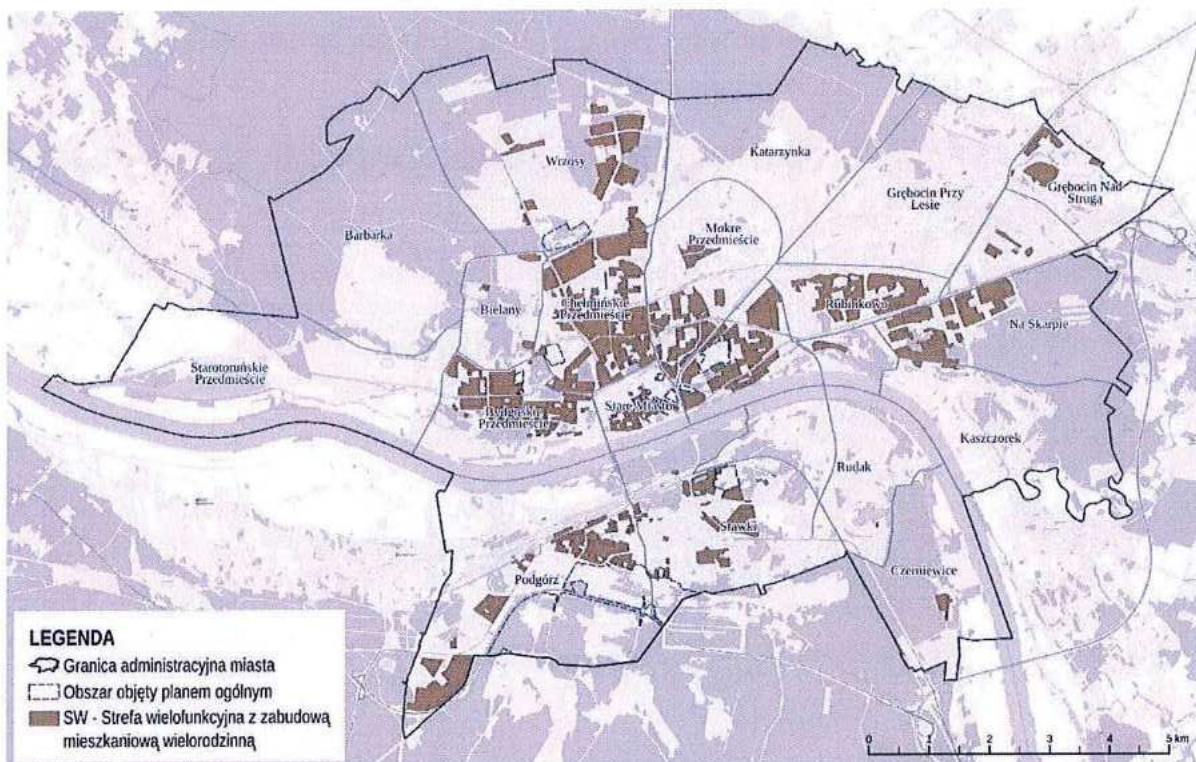 Wrzosy
Katarzynka
Grębocin Przy
Lesie
Grębocin Nad
Strugą
Barbarka
Mokre
Przedmieście
Bielany
Chełmińskie
Przedmieście
Rubinkowo
Na Skarpie
Starotoruńskie
Przedmieście
Bydgoskie
Przedmieście
Stare Miasto
Kaszczorek
Rudak
Stawki
Czerniewice
Podgórz
LEGENDA
Granica administracyjna miasta
Obszar objęty planem ogólnym
SW - Strefa wielofunkcyjna z zabudową
mieszkaniową wielorodzinną
0 1 2 3 4 5 km